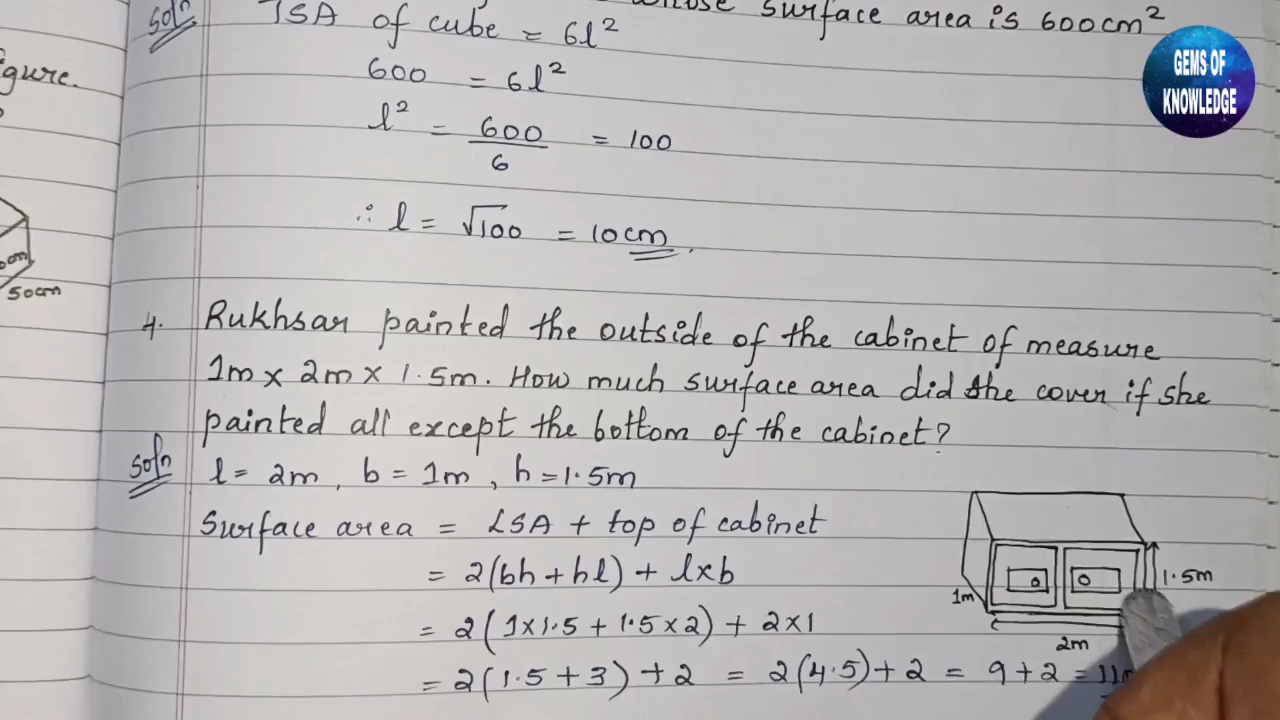 Soln
surface area is 600cm²
TSA of cube = 6l²
600 = 6l²
l² = 600/6 = 100
∴ l = √100 = 10cm.
igure.
50cm
GEMS OF
KNOWLEDGE
4. Rukhsar painted the outside of the cabinet of measure
1m × 2m × 1.5m. How much surface area did she cover if she
painted all except the bottom of the cabinet?
Soln
l = 2m, b = 1m, h = 1.5m
Surface area = LSA + top of cabinet
= 2(bh + hl) + l×b
= 2(1×1.5 + 1.5×2) + 2×1
= 2(1.5 + 3) + 2 = 2(4.5) + 2 = 9 + 2 = 11
1.5m
1m
2m